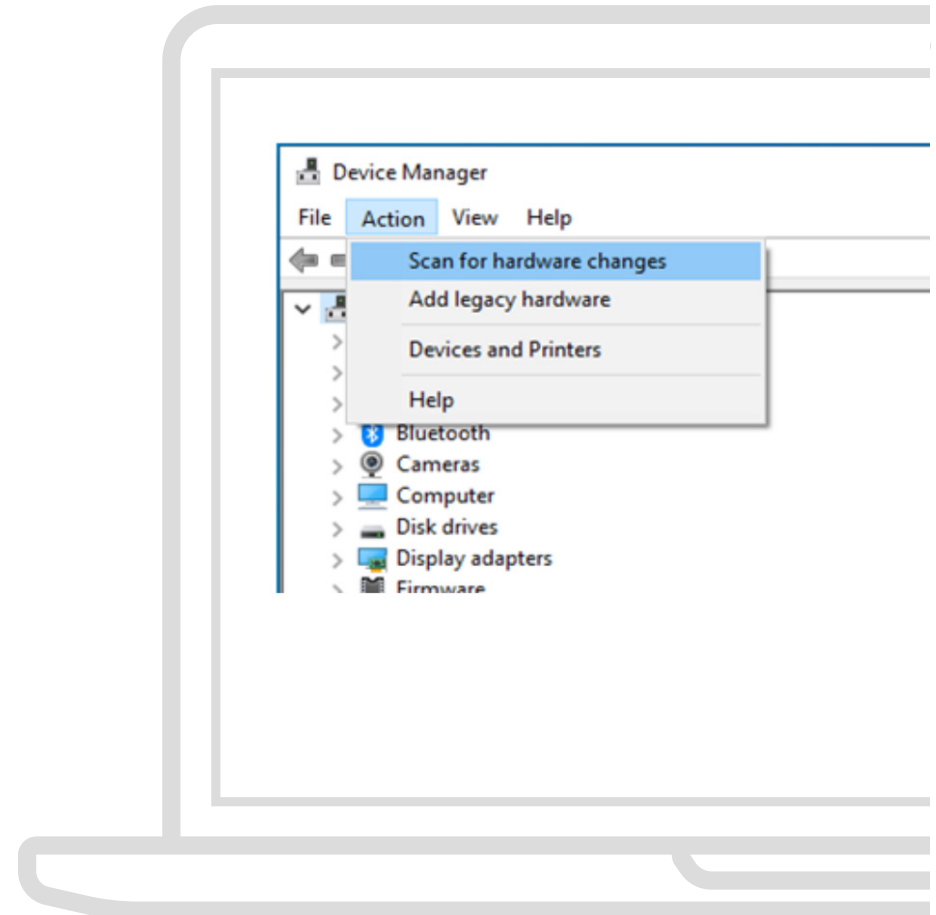 Device Manager
File Action View Help
Scan for hardware changes
Add legacy hardware
Devices and Printers
Help
Bluetooth
Cameras
Computer
Disk drives
Display adapters
Firmware